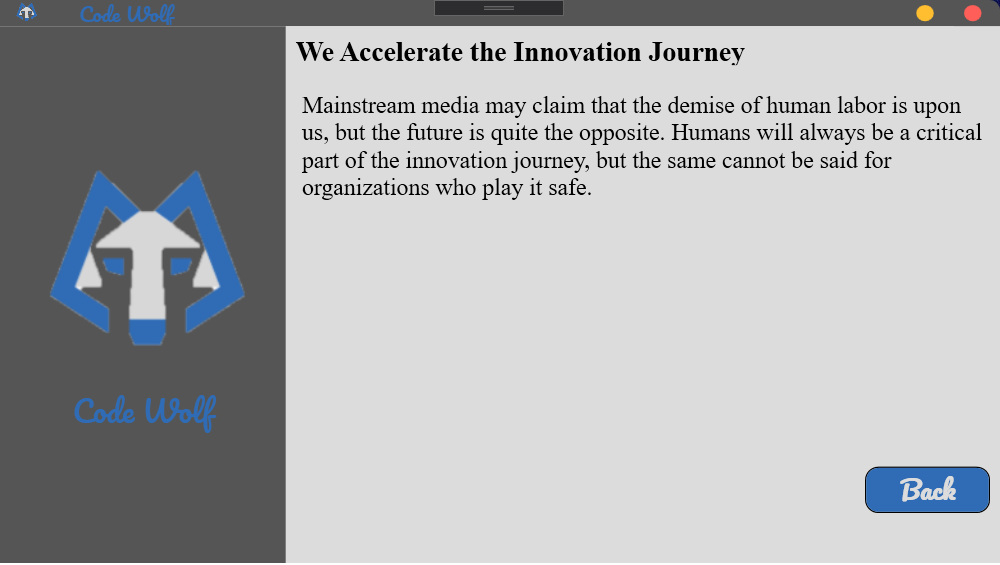 Code Wolf
We Accelerate the Innovation Journey
Mainstream media may claim that the demise of human labor is upon
us, but the future is quite the opposite. Humans will always be a critical
part of the innovation journey, but the same cannot be said for
organizations who play it safe.
Code Wolf
Back